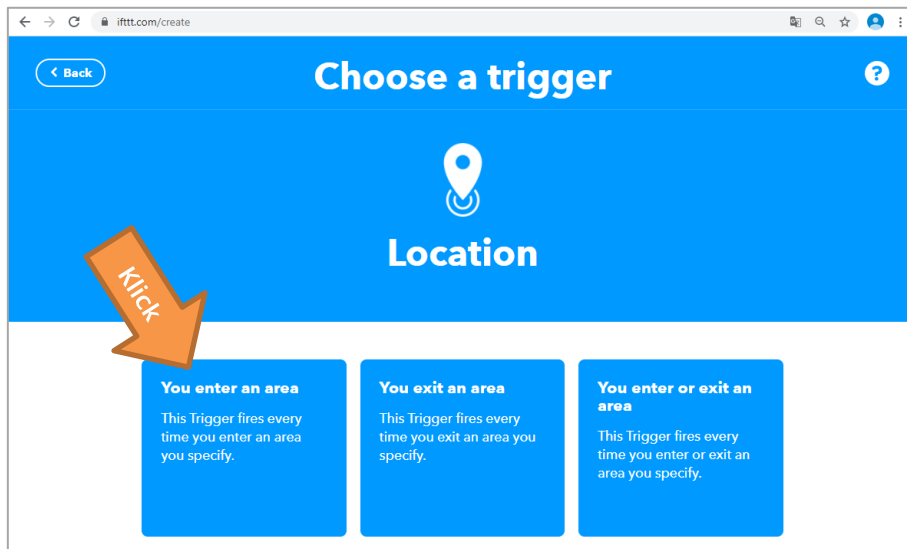 ifttt.com/create
Back
Choose a trigger
?
Location
Klick
You enter an area
This Trigger fires every
time you enter an area
you specify.
You exit an area
This Trigger fires every
time you exit an area you
specify.
You enter or exit an
area
This Trigger fires every
time you enter or exit an
area you specify.